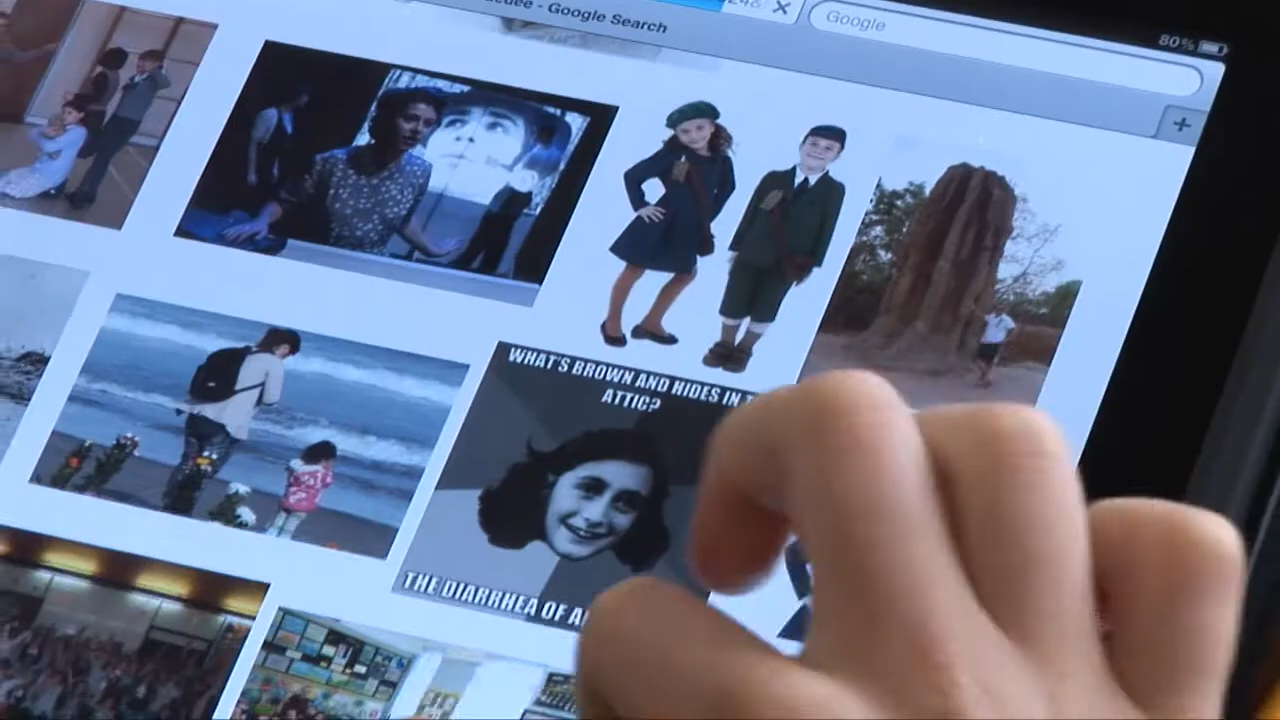 - Google Search
Google
80%
WHAT'S BROWN AND HIDES IN
ATTIC?
THE DIARRHEA OF